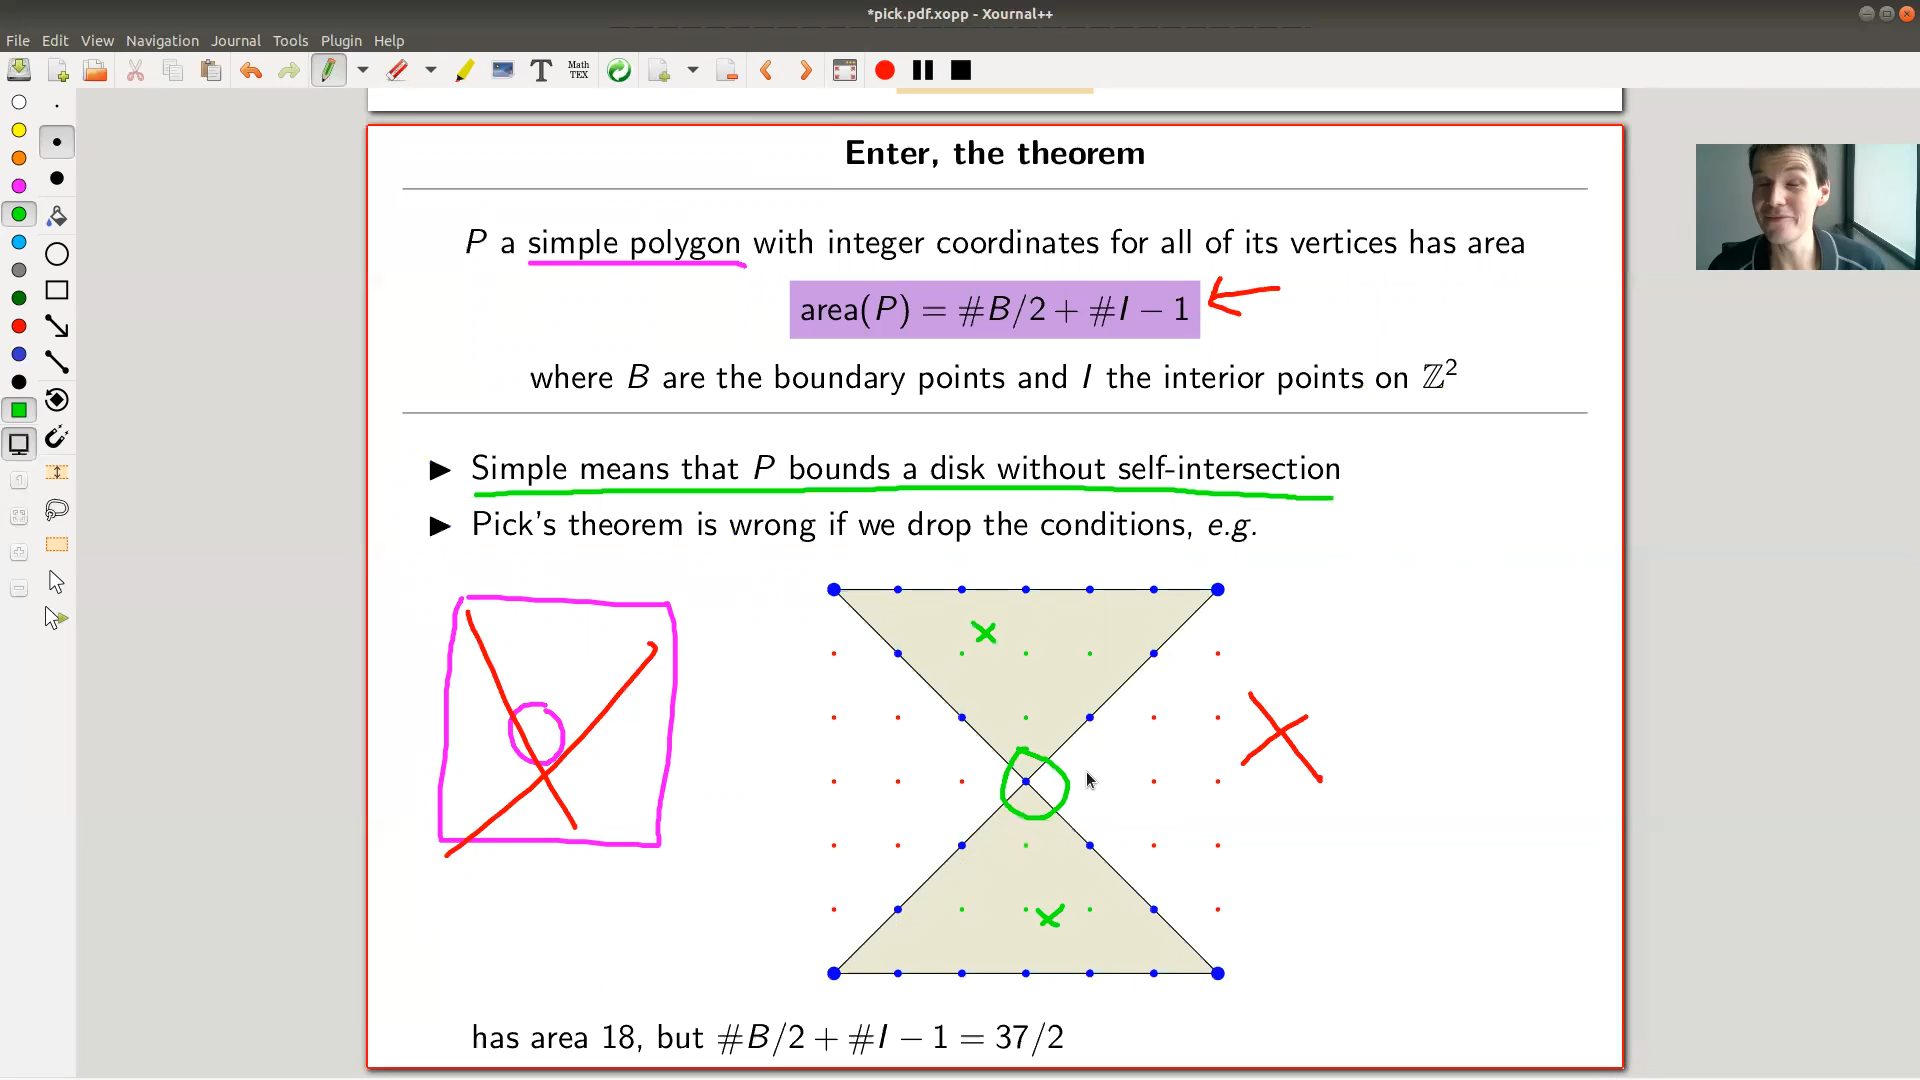 *pick.pdf.xopp - Xournal++
File Edit View Navigation Journal Tools Plugin Help
T Math TEX
Enter, the theorem
P a simple polygon with integer coordinates for all of its vertices has area
area(P) = #B/2 + #I − 1
where B are the boundary points and I the interior points on ℤ²
▶ Simple means that P bounds a disk without self-intersection
▶ Pick's theorem is wrong if we drop the conditions, e.g.
has area 18, but #B/2 + #I − 1 = 37/2